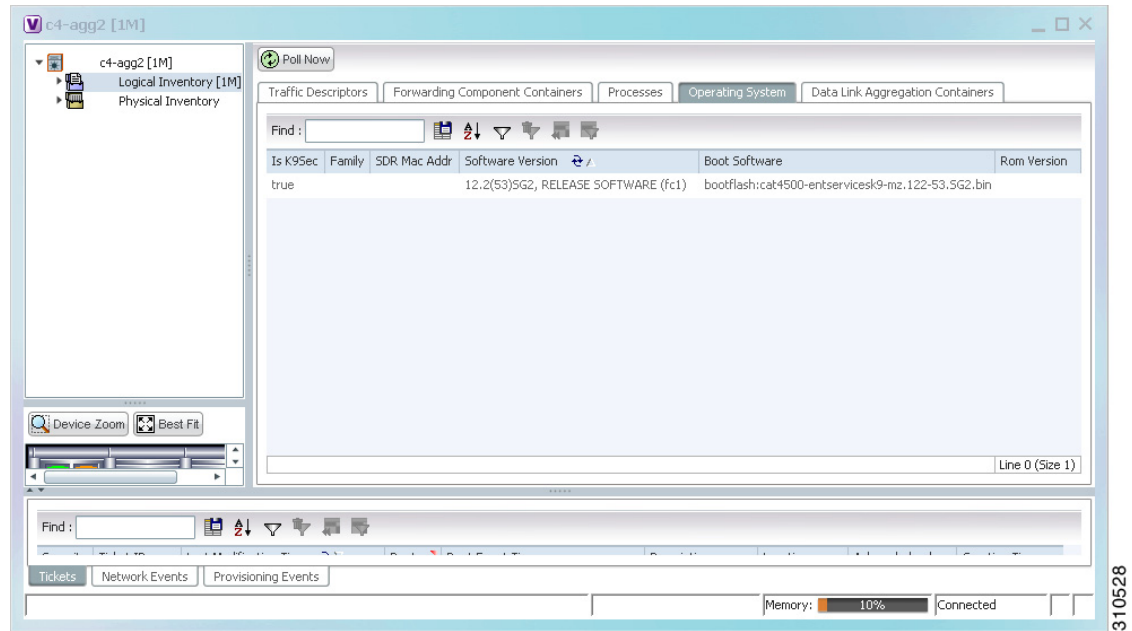 V c4-agg2 [1M]
c4-agg2 [1M]
Logical Inventory [1M]
Physical Inventory
Poll Now
Traffic Descriptors Forwarding Component Containers Processes Operating System Data Link Aggregation Containers
Find :
Is K9Sec Family SDR Mac Addr Software Version Boot Software Rom Version
true 12.2(53)SG2, RELEASE SOFTWARE (fc1) bootflash:cat4500-entservicesk9-mz.122-53.SG2.bin
Line 0 (Size 1)
Device Zoom Best Fit
Find :
Tickets Network Events Provisioning Events
Memory: 10% Connected
310528